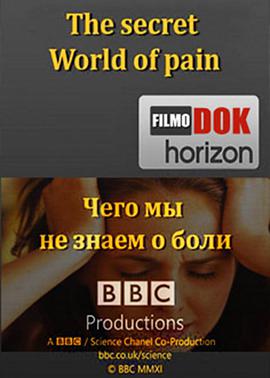 The secret
World of pain
FILMO DOK
horizon
Чего мы
не знаем о боли
BBC
Productions
A BBC / Science Chanel Co-Production
bbc.co.uk/science
© BBC MMXI